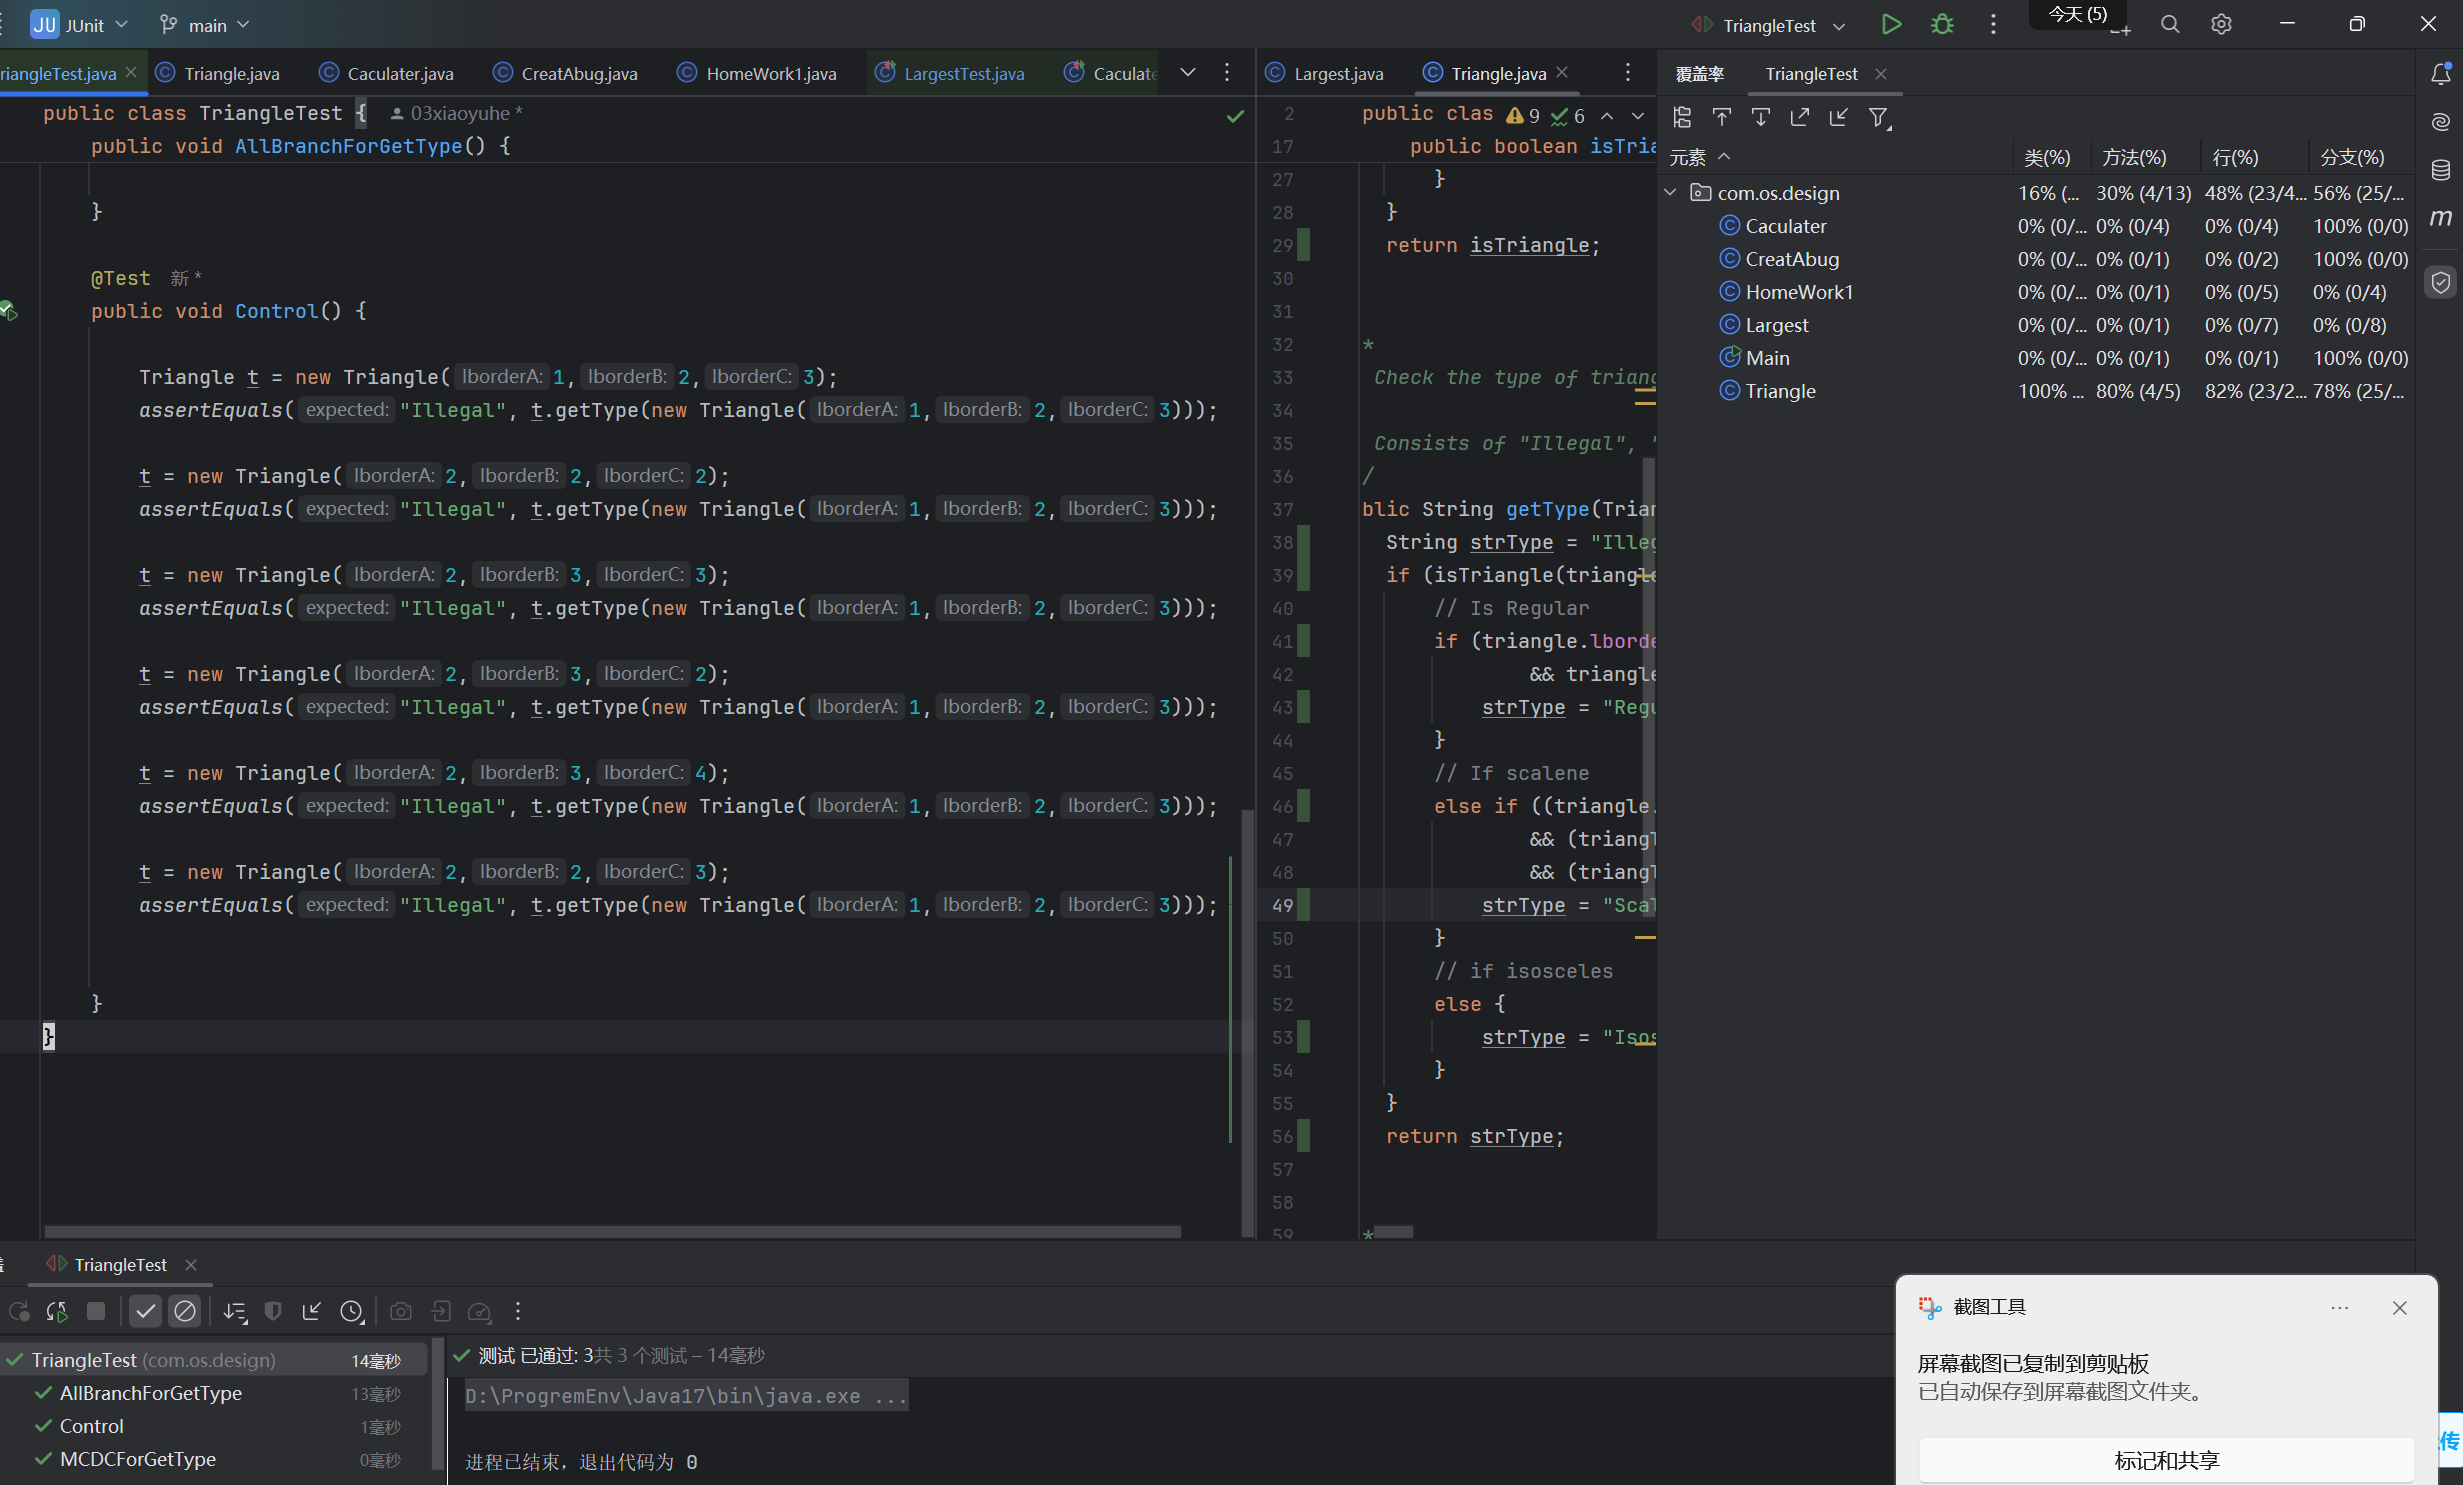 JU JUnit main TriangleTest 今天 (5)
riangleTest.java Triangle.java Caculater.java CreatAbug.java HomeWork1.java LargestTest.java Caculate
public class TriangleTest { 03xiaoyuhe *
public void AllBranchForGetType() {
}
@Test 新 *
public void Control() {
Triangle t = new Triangle( lborderA: 1, lborderB: 2, lborderC: 3);
assertEquals( expected: "Illegal", t.getType(new Triangle( lborderA: 1, lborderB: 2, lborderC: 3)));
t = new Triangle( lborderA: 2, lborderB: 2, lborderC: 2);
assertEquals( expected: "Illegal", t.getType(new Triangle( lborderA: 1, lborderB: 2, lborderC: 3)));
t = new Triangle( lborderA: 2, lborderB: 3, lborderC: 3);
assertEquals( expected: "Illegal", t.getType(new Triangle( lborderA: 1, lborderB: 2, lborderC: 3)));
t = new Triangle( lborderA: 2, lborderB: 3, lborderC: 2);
assertEquals( expected: "Illegal", t.getType(new Triangle( lborderA: 1, lborderB: 2, lborderC: 3)));
t = new Triangle( lborderA: 2, lborderB: 3, lborderC: 4);
assertEquals( expected: "Illegal", t.getType(new Triangle( lborderA: 1, lborderB: 2, lborderC: 3)));
t = new Triangle( lborderA: 2, lborderB: 2, lborderC: 3);
assertEquals( expected: "Illegal", t.getType(new Triangle( lborderA: 1, lborderB: 2, lborderC: 3)));
}
}
Largest.java Triangle.java
2 public clas 9 6
17 public boolean isTria
27 }
28 }
29 return isTriangle;
30
31
32 *
33 Check the type of triang
34
35 Consists of "Illegal", "
36 /
37 blic String getType(Trian
38 String strType = "Illeg
39 if (isTriangle(triangle
40 // Is Regular
41 if (triangle.lborde
42 && triangle
43 strType = "Regu
44 }
45 // If scalene
46 else if ((triangle.
47 && (triangl
48 && (triangl
49 strType = "Scal
50 }
51 // if isosceles
52 else {
53 strType = "Isos
54 }
55 }
56 return strType;
57
58
59 *
覆盖率 TriangleTest
元素 类(%) 方法(%) 行(%) 分支(%)
com.os.design 16% (... 30% (4/13) 48% (23/4... 56% (25/...
Caculater 0% (0/... 0% (0/4) 0% (0/4) 100% (0/0)
CreatAbug 0% (0/... 0% (0/1) 0% (0/2) 100% (0/0)
HomeWork1 0% (0/... 0% (0/1) 0% (0/5) 0% (0/4)
Largest 0% (0/... 0% (0/1) 0% (0/7) 0% (0/8)
Main 0% (0/... 0% (0/1) 0% (0/1) 100% (0/0)
Triangle 100% ... 80% (4/5) 82% (23/2... 78% (25/...
m
TriangleTest
TriangleTest (com.os.design) 14毫秒
AllBranchForGetType 13毫秒
Control 1毫秒
MCDCForGetType 0毫秒
测试 已通过: 3共 3 个测试 – 14毫秒
D:\ProgremEnv\Java17\bin\java.exe ...
进程已结束，退出代码为 0
截图工具
屏幕截图已复制到剪贴板
已自动保存到屏幕截图文件夹。
标记和共享
传